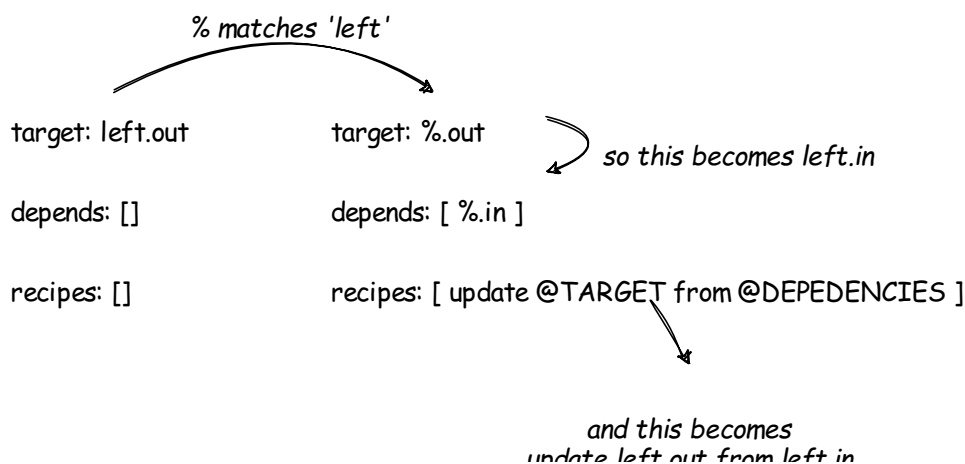 % matches 'left'
target: left.out
target: %.out
so this becomes left.in
depends: []
depends: [ %.in ]
recipes: []
recipes: [ update @TARGET from @DEPEDENCIES ]
and this becomes
update left.out from left.in